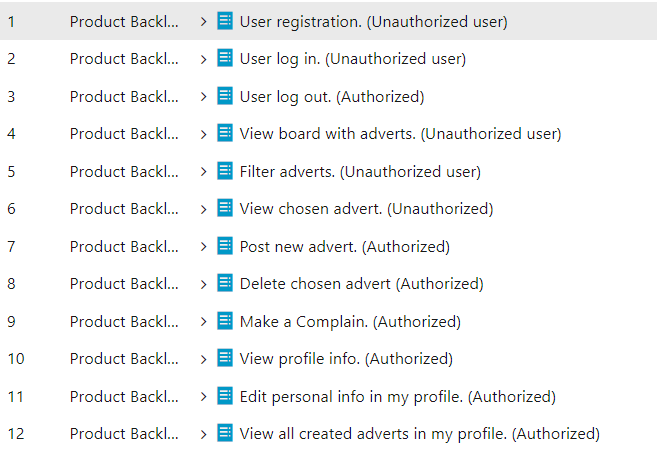 1 Product Backl... User registration. (Unauthorized user)
2 Product Backl... User log in. (Unauthorized user)
3 Product Backl... User log out. (Authorized)
4 Product Backl... View board with adverts. (Unauthorized user)
5 Product Backl... Filter adverts. (Unauthorized user)
6 Product Backl... View chosen advert. (Unauthorized)
7 Product Backl... Post new advert. (Authorized)
8 Product Backl... Delete chosen advert (Authorized)
9 Product Backl... Make a Complain. (Authorized)
10 Product Backl... View profile info. (Authorized)
11 Product Backl... Edit personal info in my profile. (Authorized)
12 Product Backl... View all created adverts in my profile. (Authorized)